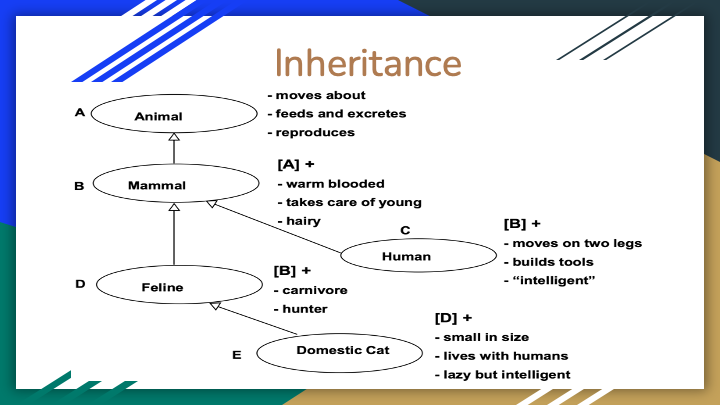 Inheritance
A
Animal
- moves about
- feeds and excretes
- reproduces
B
Mammal
[A] +
- warm blooded
- takes care of young
- hairy
C
Human
[B] +
- moves on two legs
- builds tools
- “intelligent”
D
Feline
[B] +
- carnivore
- hunter
E
Domestic Cat
[D] +
- small in size
- lives with humans
- lazy but intelligent